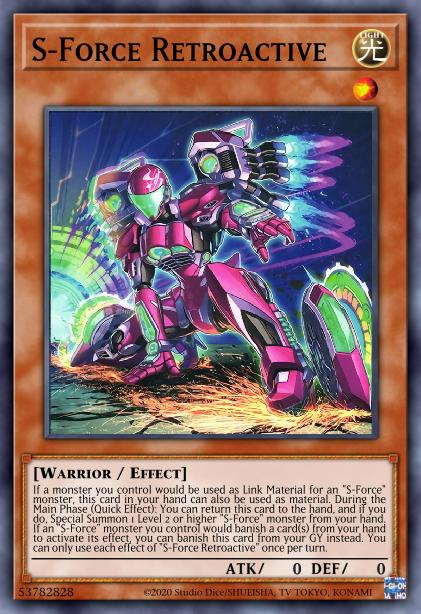 S-Force Retroactive
LIGHT
光
[Warrior / Effect]
If a monster you control would be used as Link Material for an "S-Force"
monster, this card in your hand can also be used as material. During the
Main Phase (Quick Effect): You can return this card to the hand, and if you
do, Special Summon 1 Level 2 or higher "S-Force" monster from your hand.
If an "S-Force" monster you control would banish a card(s) from your hand
to activate its effect, you can banish this card from your GY instead. You
can only use each effect of "S-Force Retroactive" once per turn.
ATK/ 0 DEF/ 0
53782828 ©2020 Studio Dice/SHUEISHA, TV TOKYO, KONAMI